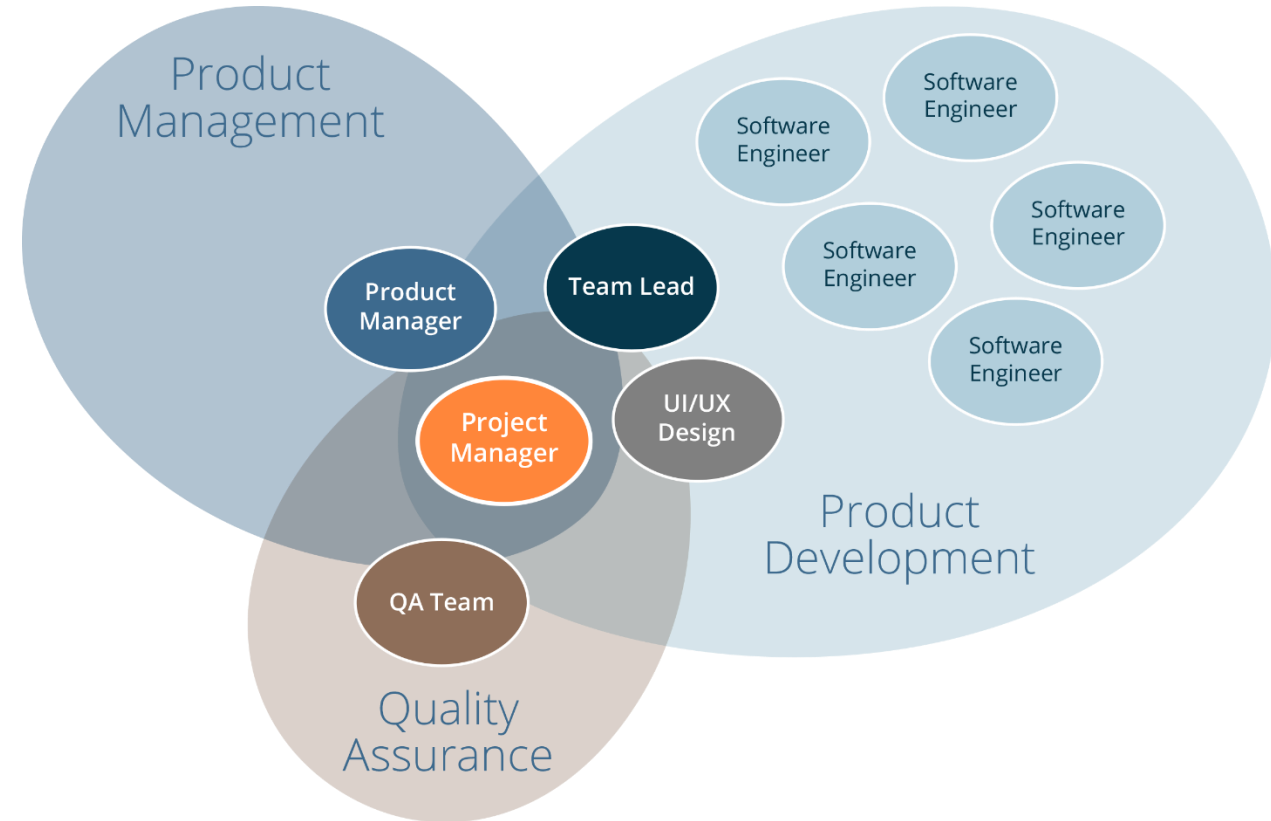 Product
Management
Software
Engineer
Software
Engineer
Software
Engineer
Software
Engineer
Software
Engineer
Team Lead
Product
Manager
UI/UX
Design
Project
Manager
Product
Development
QA Team
Quality
Assurance